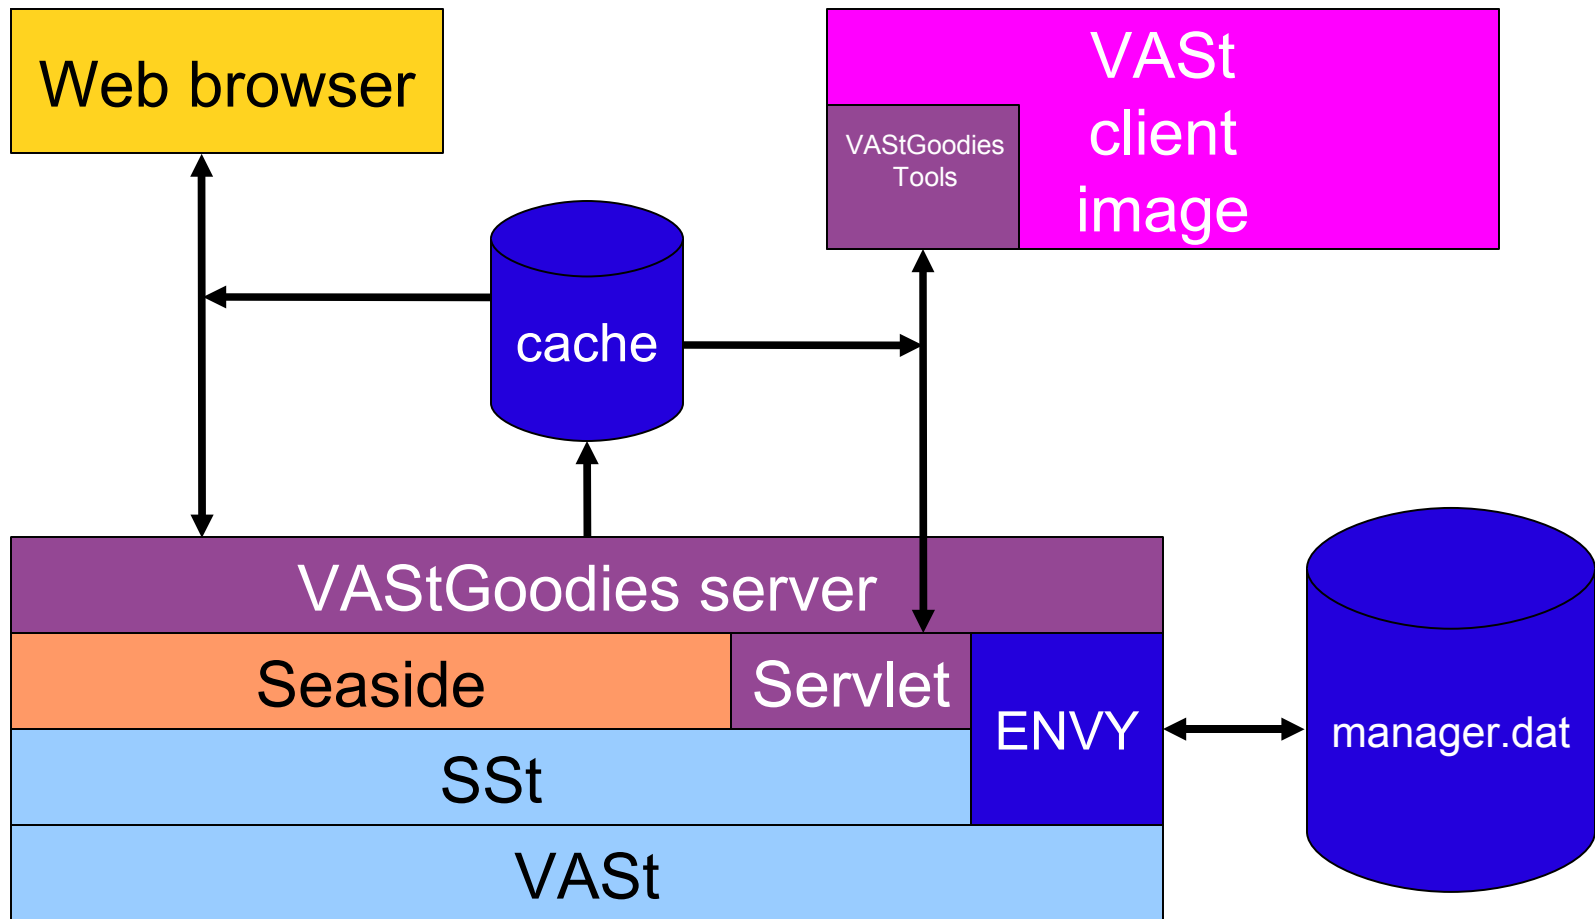 Web browser
VASt
client
image
VAStGoodies
Tools
cache
VAStGoodies server
Seaside
Servlet
ENVY
manager.dat
SSt
VASt